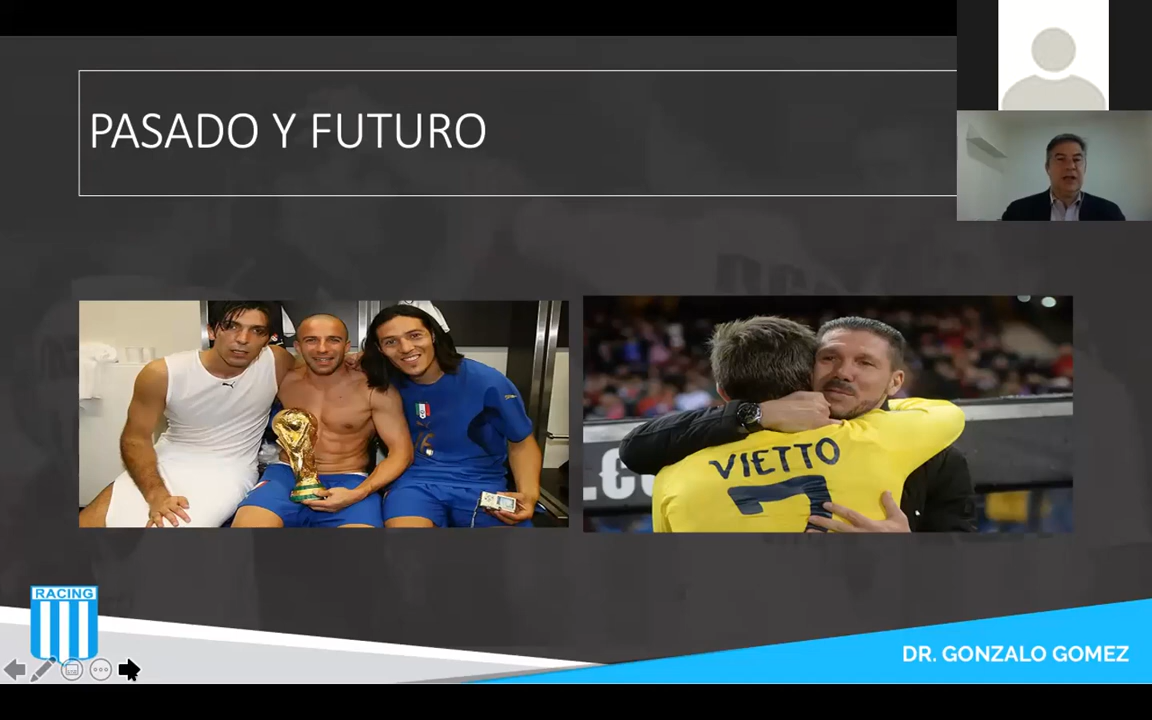 PASADO Y FUTURO
VIETTO
7
RACING
DR. GONZALO GOMEZ